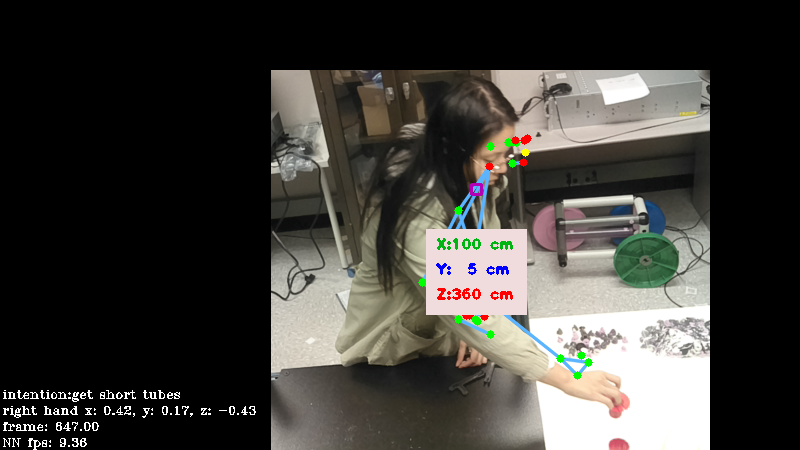 X:100 cm
Y: 5 cm
Z:360 cm
intention:get short tubes
right hand x: 0.42, y: 0.17, z: −0.43
frame: 647.00
NN fps: 9.36